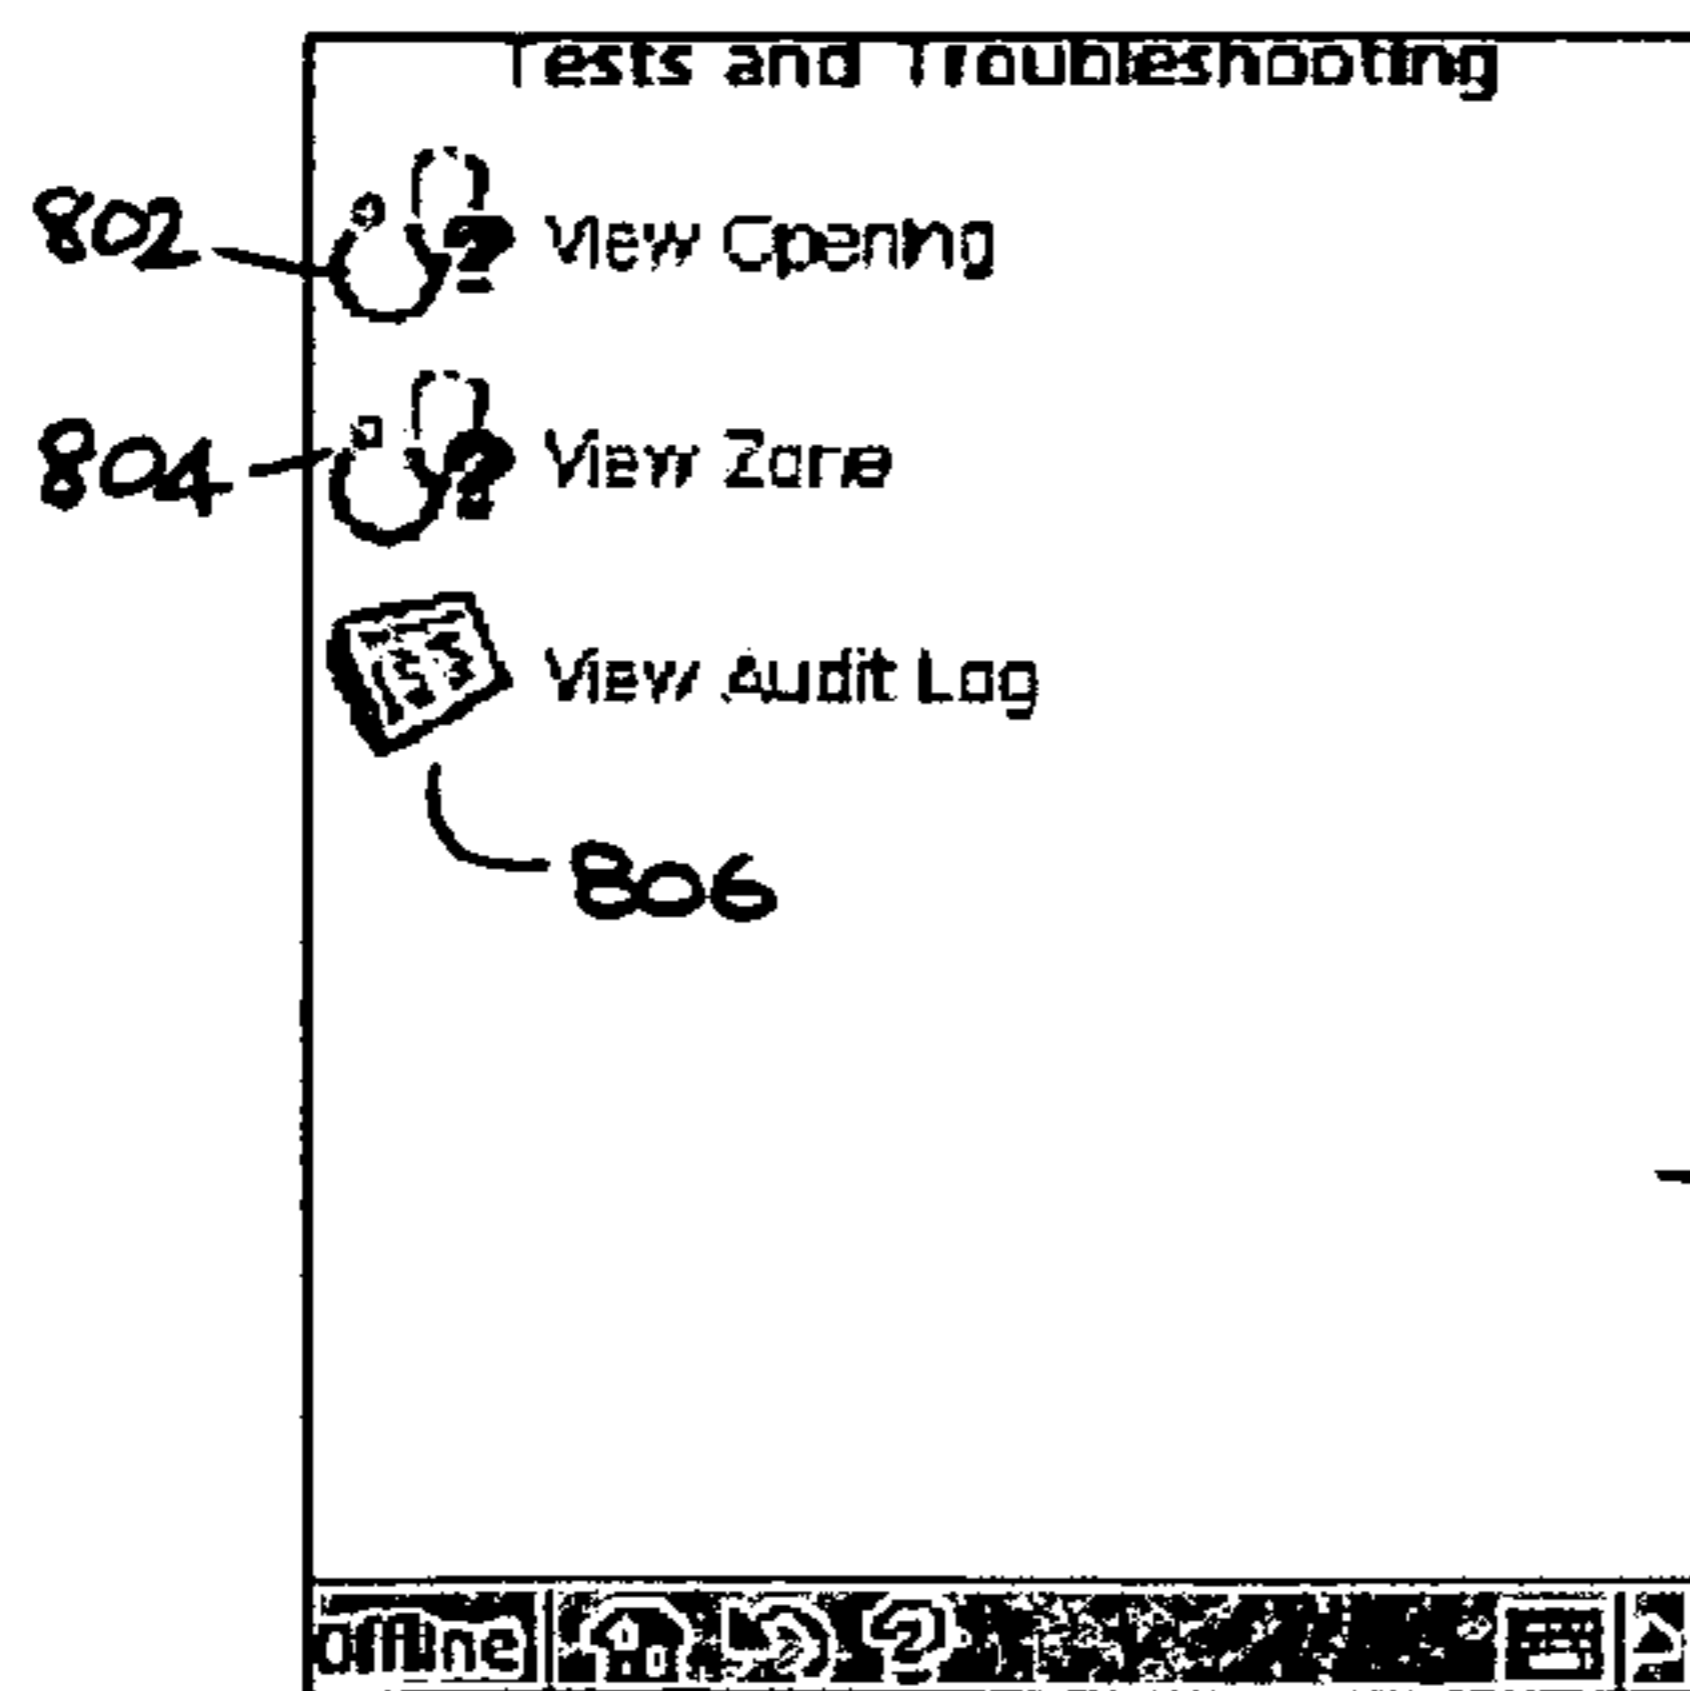 Tests and Troubleshooting
802
View Opening
804
View Zone
View Audit Log
806
offline